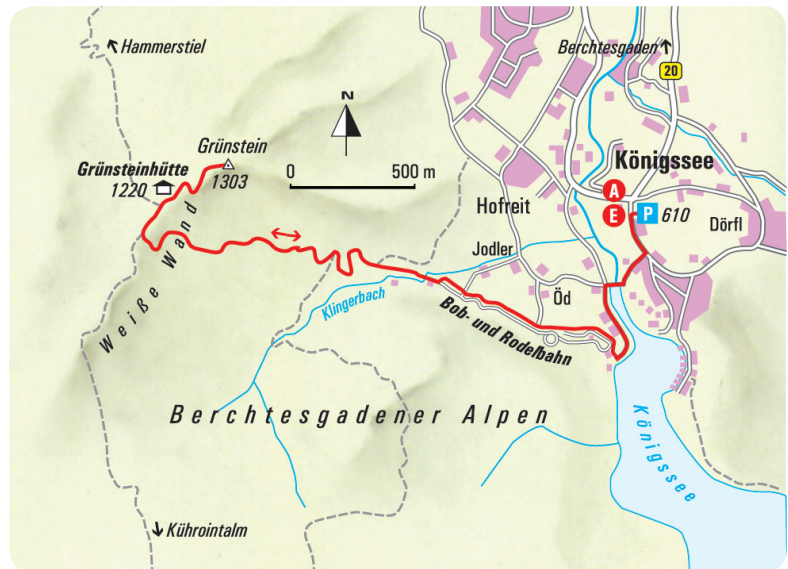 Hammerstiel
Berchtesgaden
20
N
Grünstein
1303
Grünsteinhütte
1220
0 500 m
Königssee
A
E
P 610
Hofreit
Dörfl
Jodler
Weiße Wand
Klingerbach
Öd
Bob- und Rodelbahn
Berchtesgadener Alpen
Königssee
Kührointalm